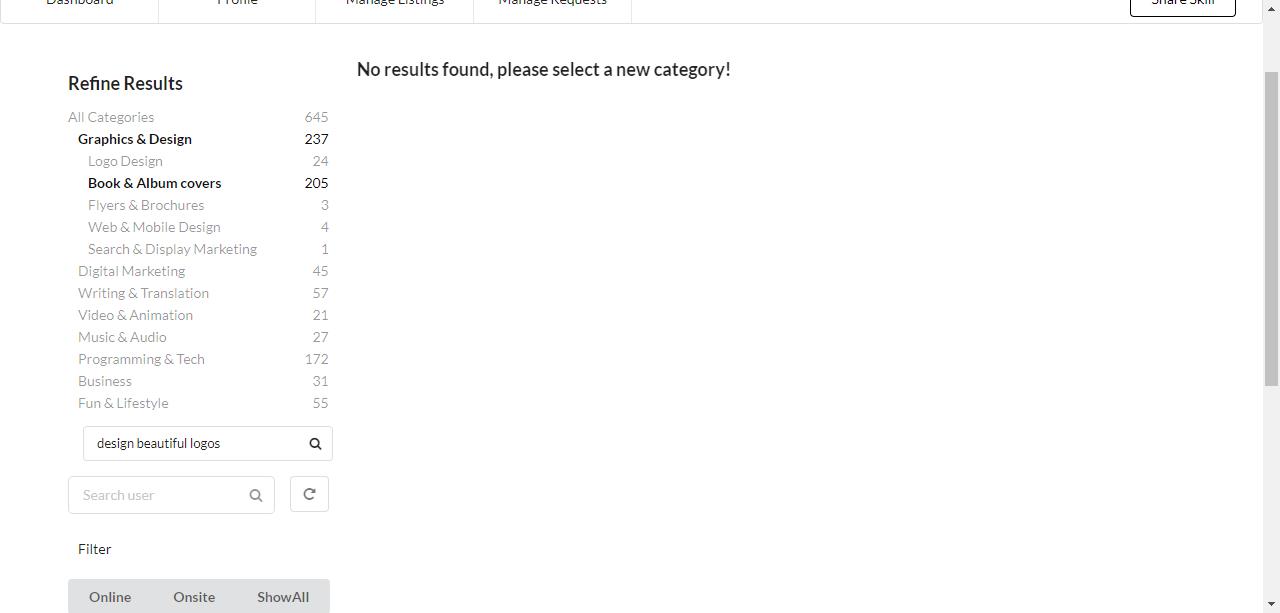 Dashboard
Profile
Manage Listings
Manage Requests
Share Skill
No results found, please select a new category!
Refine Results
All Categories 645
Graphics & Design 237
Logo Design 24
Book & Album covers 205
Flyers & Brochures 3
Web & Mobile Design 4
Search & Display Marketing 1
Digital Marketing 45
Writing & Translation 57
Video & Animation 21
Music & Audio 27
Programming & Tech 172
Business 31
Fun & Lifestyle 55
design beautiful logos
Search user
Filter
Online Onsite ShowAll